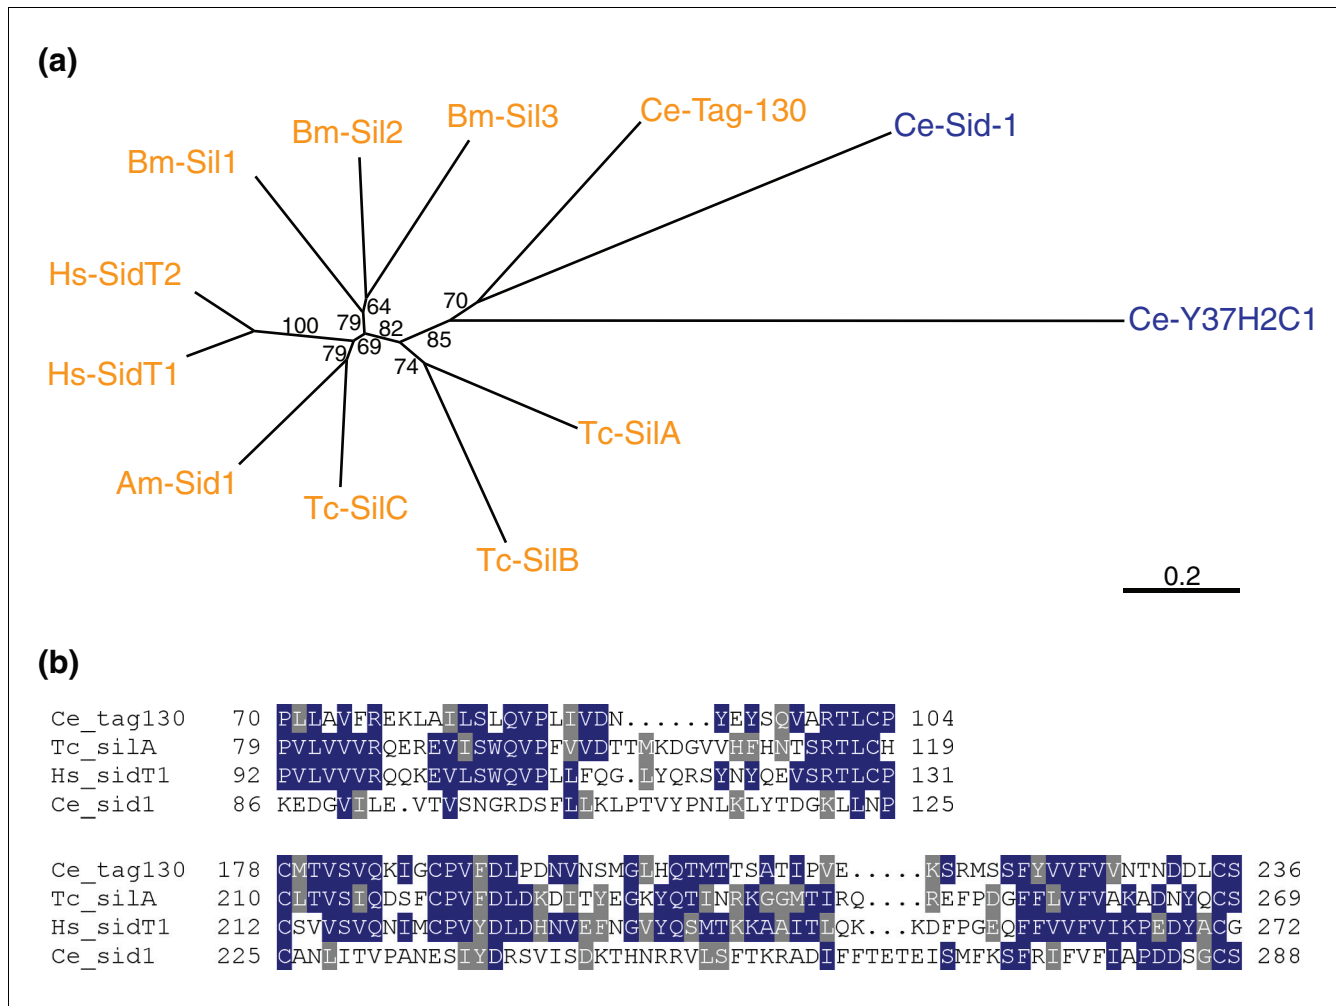 (a)
Bm-Sil3
Ce-Tag-130
Bm-Sil2
Ce-Sid-1
Bm-Sil1
Hs-SidT2
70
64
100
79
82
Ce-Y37H2C1
85
69
79
74
Hs-SidT1
Tc-SilA
Am-Sid1
Tc-SilC
Tc-SilB
0.2
(b)
Ce_tag130 70 PLLAVFREKLAILSLQVPLIVDN......YEYSQVARTLCP 104
Tc_silA 79 PVLVVVRQEREVISWQVPFVVDTTMKDGVVHFHNTSRTLCH 119
Hs_sidT1 92 PVLVVVRQQKEVLSWQVPLLFQG.LYQRSYNYQEVSRTLCP 131
Ce_sid1 86 KEDGVILE.VTVSNGRDSFLLKLPTVYPNLKLYTDGKLLNP 125
Ce_tag130 178 CMTVSVQKIGCPVFDLPDNVNSMGLHQTMTTSATIPVE.....KSRMSSFYVVFVVNTNDDLCS 236
Tc_silA 210 CLTVSIQDSFCPVFDLDKDITYEGKYQTINRKGGMTIRQ....REFPDGFFLVFVAKADNYQCS 269
Hs_sidT1 212 CSVVSVQNIMCPVYDLDHNVEFNGVYQSMTKKAAITLQK...KDFPGEQFFVVFVIKPEDYACG 272
Ce_sid1 225 CANLITVPANESIYDRSVISDKTHNRRVLSFTKRADIFFTETEISMFKSFRIFVFIAPDDSGCS 288